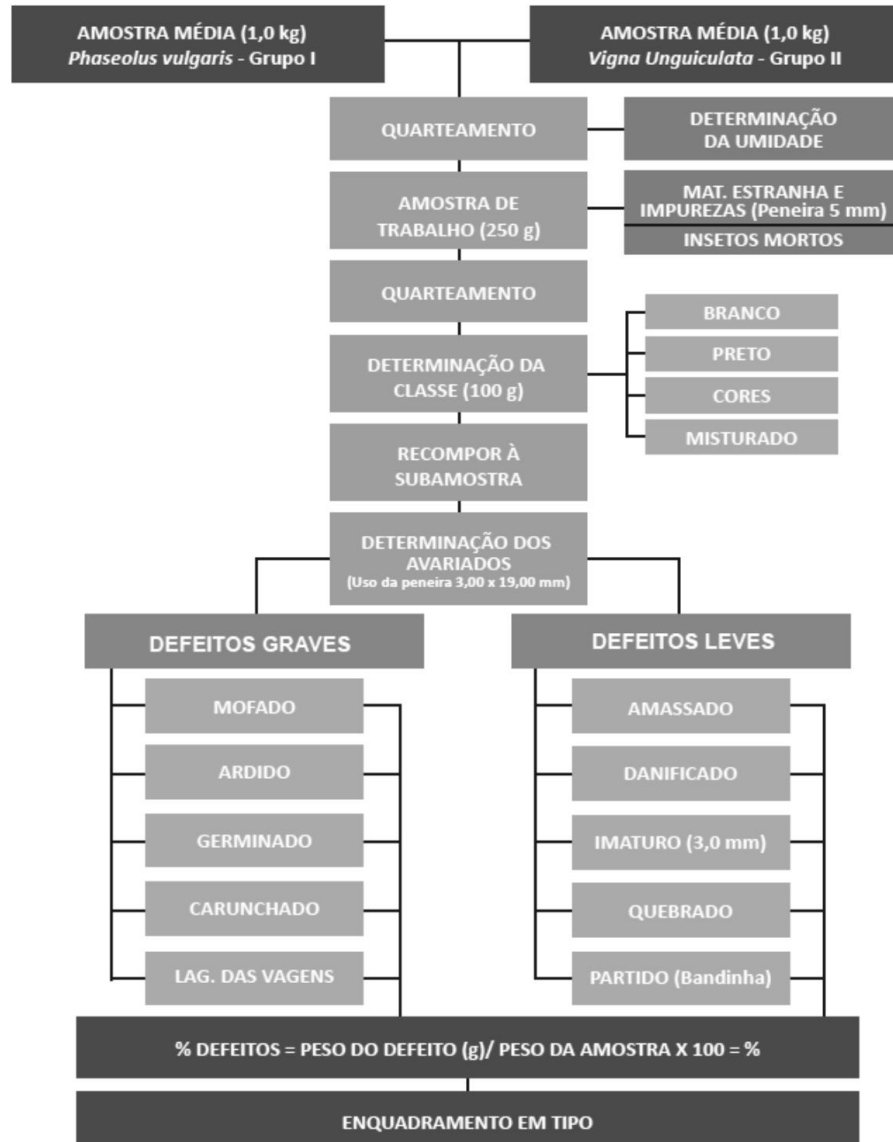 AMOSTRA MÉDIA (1,0 kg)
Phaseolus vulgaris - Grupo I
AMOSTRA MÉDIA (1,0 kg)
Vigna Unguiculata - Grupo II
QUARTEAMENTO
DETERMINAÇÃO
DA UMIDADE
AMOSTRA DE
TRABALHO (250 g)
MAT. ESTRANHA E
IMPUREZAS (Peneira 5 mm)
INSETOS MORTOS
QUARTEAMENTO
DETERMINAÇÃO DA
CLASSE (100 g)
BRANCO
PRETO
CORES
MISTURADO
RECOMPOR À
SUBAMOSTRA
DETERMINAÇÃO DOS
AVARIADOS
(Uso da peneira 3,00 x 19,00 mm)
DEFEITOS GRAVES
MOFADO
ARDIDO
GERMINADO
CARUNCHADO
LAG. DAS VAGENS
DEFEITOS LEVES
AMASSADO
DANIFICADO
IMATURO (3,0 mm)
QUEBRADO
PARTIDO (Bandinha)
% DEFEITOS = PESO DO DEFEITO (g)/ PESO DA AMOSTRA X 100 = %
ENQUADRAMENTO EM TIPO